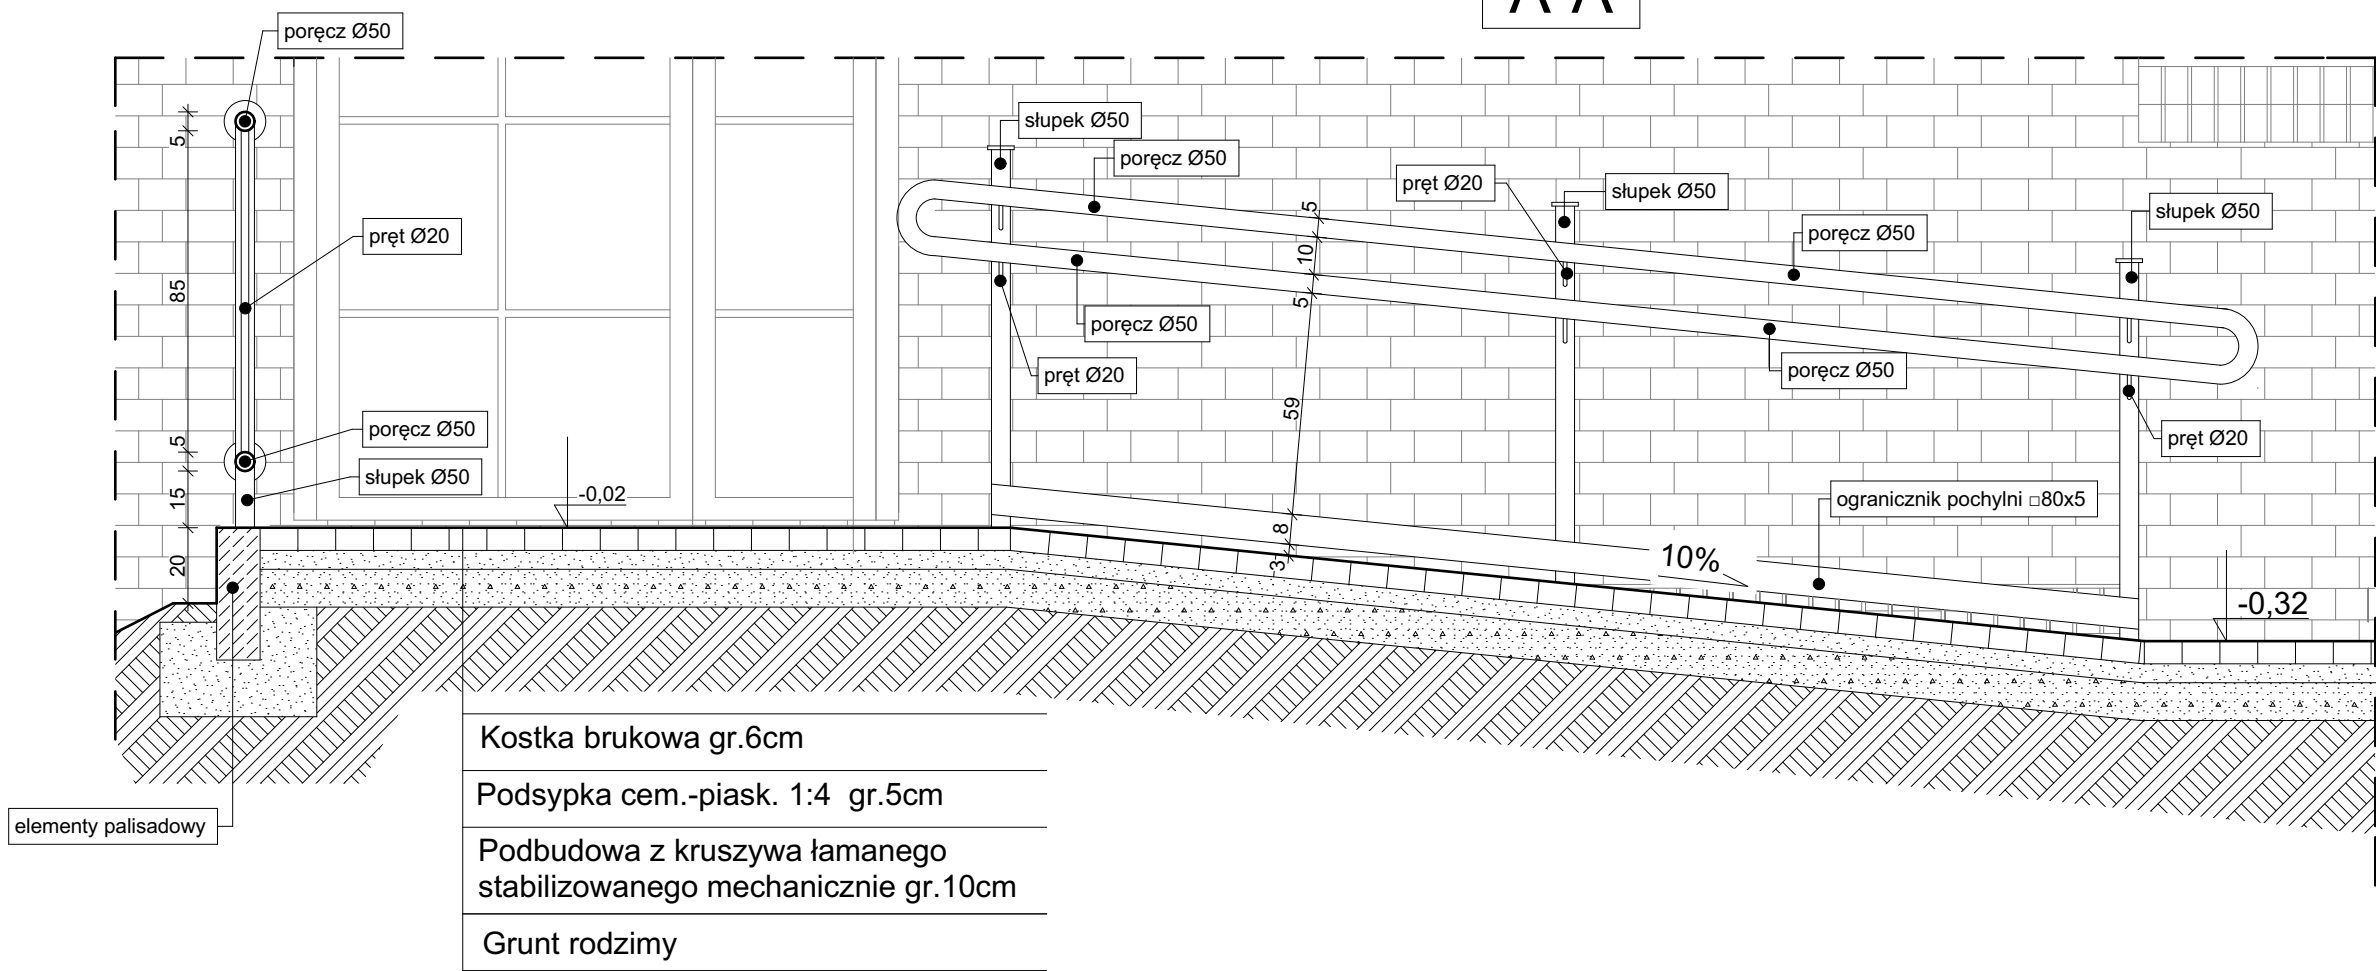 A-A
poręcz Ø50
słupek Ø50
poręcz Ø50
pręt Ø20
słupek Ø50
słupek Ø50
poręcz Ø50
pręt Ø20
poręcz Ø50
poręcz Ø50
pręt Ø20
pręt Ø20
poręcz Ø50
słupek Ø50
ogranicznik pochylni □80x5
5
85
5
15
20
5
10
5
59
8
3
-0,02
10%
-0,32
elementy palisadowy
Kostka brukowa gr.6cm
Podsypka cem.-piask. 1:4 gr.5cm
Podbudowa z kruszywa łamanego
stabilizowanego mechanicznie gr.10cm
Grunt rodzimy